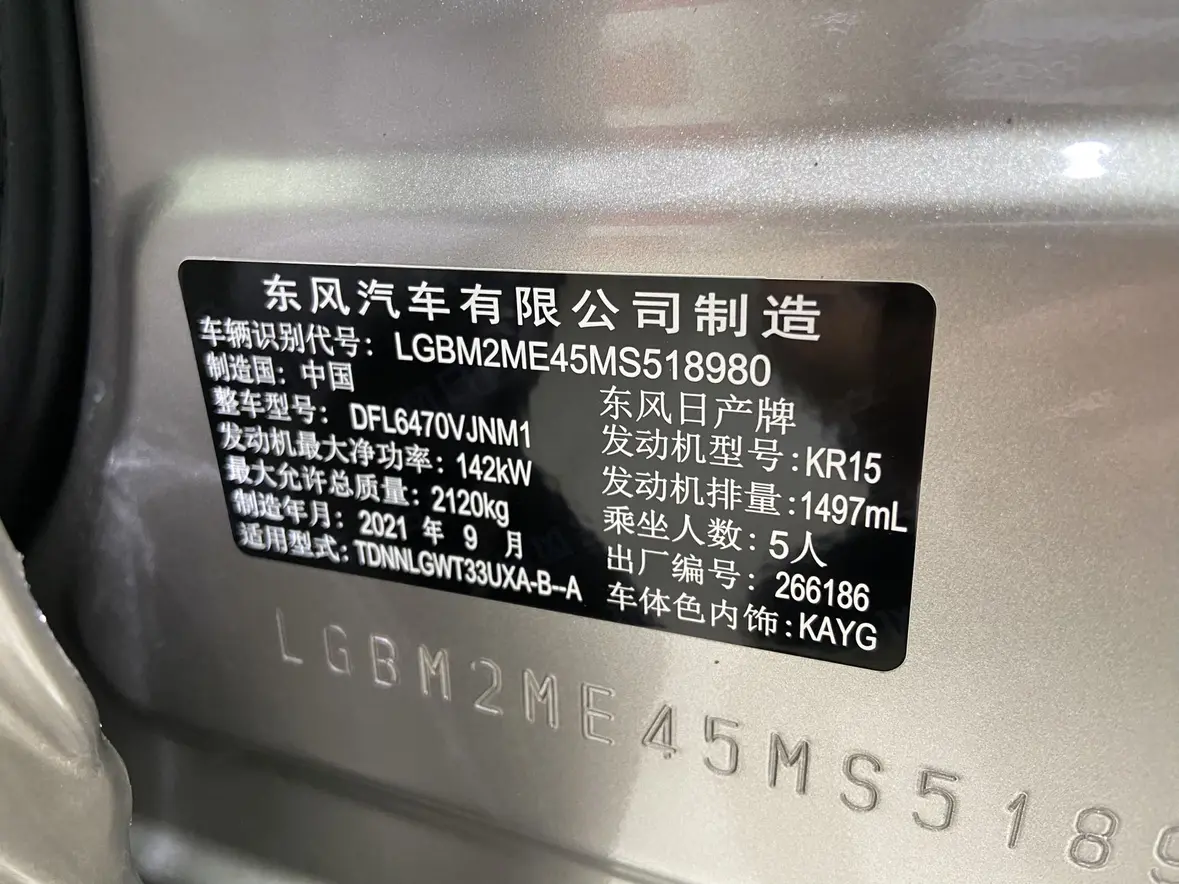 东风汽车有限公司制造
车辆识别代号: LGBM2ME45MS518980
制造国: 中国
东风日产牌
整车型号: DFL6470VJNM1
发动机型号:KR15
发动机最大净功率: 142kW
发动机排量:1497mL
最大允许总质量: 2120kg
乘坐人数: 5人
制造年月: 2021 年 9 月
出厂编号: 266186
适用型式: TDNNLGWT33UXA-B--A
车体色内饰:KAYG
LGBM2ME45MS5189